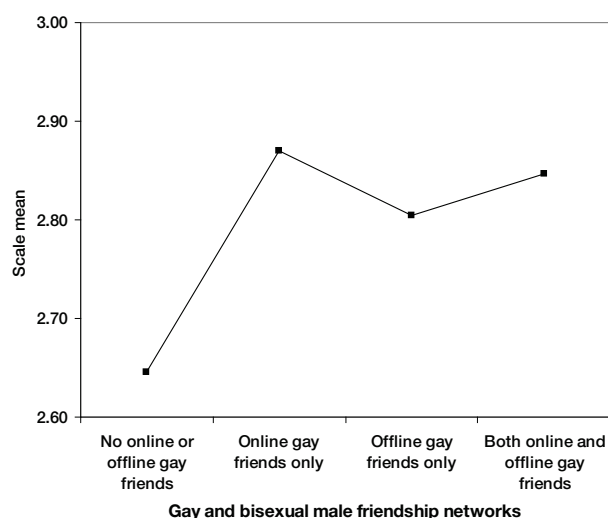 3.00
2.90
2.80
2.70
2.60
Scale mean
No online or
offline gay
friends
Online gay
friends only
Offline gay
friends only
Both online and
offline gay
friends
Gay and bisexual male friendship networks